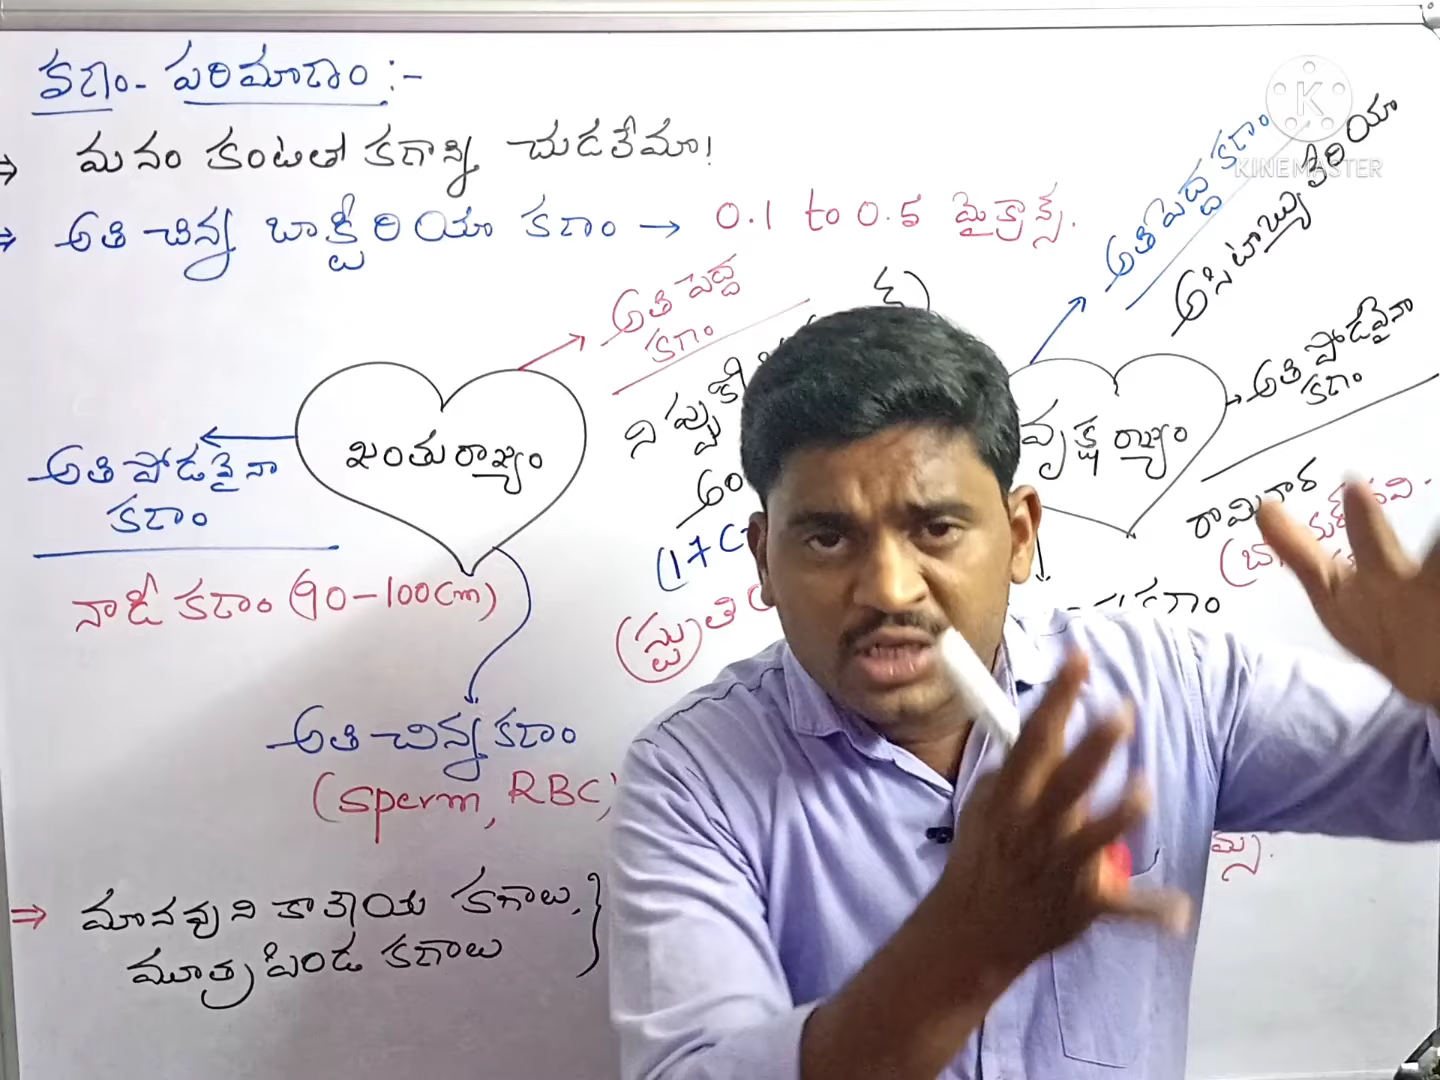 కణం - పరిమాణం :-
⇒ మనం కంటితో కణాన్ని చుడలేమా!
⇒ అతి చిన్న బాక్టీరియా కణం → 0.1 to 0.5 మైక్రాన్స్.
అతి పెద్ద
కణం
జంతురాజ్యం
అతి పొడవైనా
కణం
నాడీ కణం (90-100cm)
అతి చిన్న కణం
(sperm, RBC)
⇒ మానవుని కాలేయ కణాలు,
మూత్రపిండ కణాలు
ని ప్పుకోడి
(17 C
వృక్ష రాజ్యం
అతి పెద్ద కణం
అసిటాబ్యులేరియా
అతి పొడవైనా
కణం
KINEMASTER